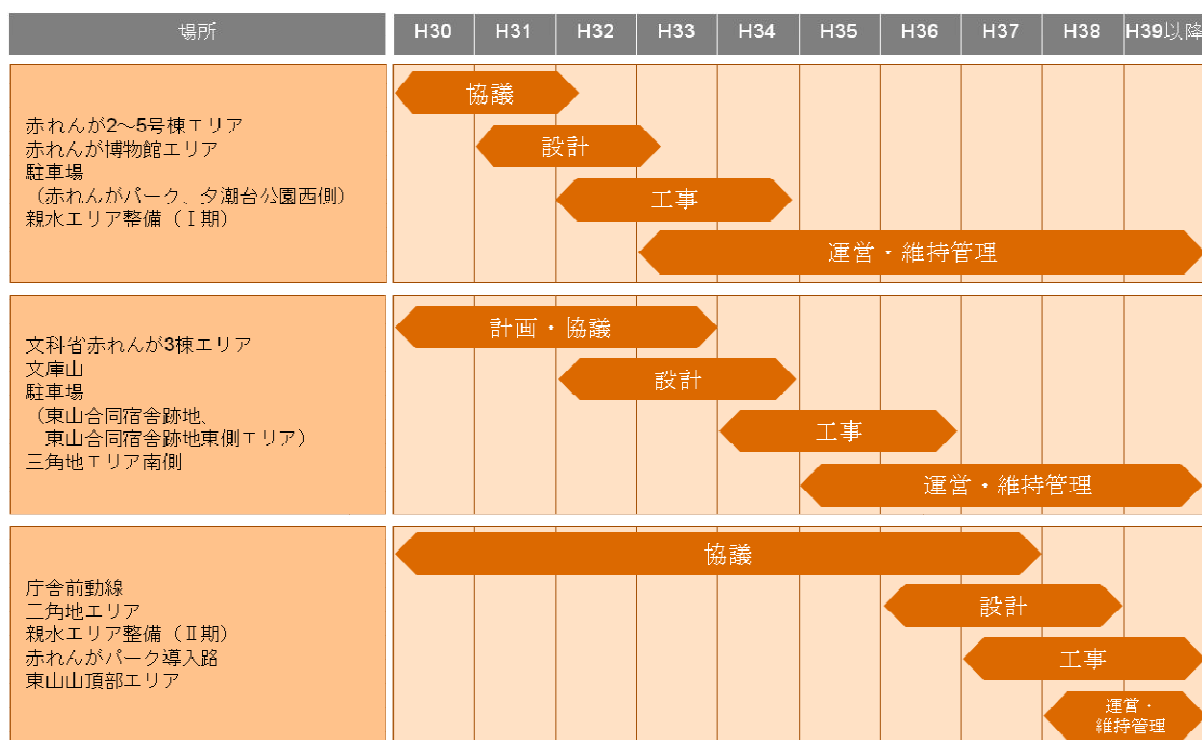 場所 H30 H31 H32 H33 H34 H35 H36 H37 H38 H39以降
赤れんが2～5号棟エリア
赤れんが博物館エリア
駐車場
（赤れんがパーク、夕潮台公園西側）
親水エリア整備（Ⅰ期）
協議
設計
工事
運営・維持管理
文科省赤れんが3棟エリア
文庫山
駐車場
（東山合同宿舎跡地、
東山合同宿舎跡地東側エリア）
三角地エリア南側
計画・協議
設計
工事
運営・維持管理
庁舎前動線
三角地エリア
親水エリア整備（Ⅱ期）
赤れんがパーク導入路
東山山頂部エリア
協議
設計
工事
運営・
維持管理